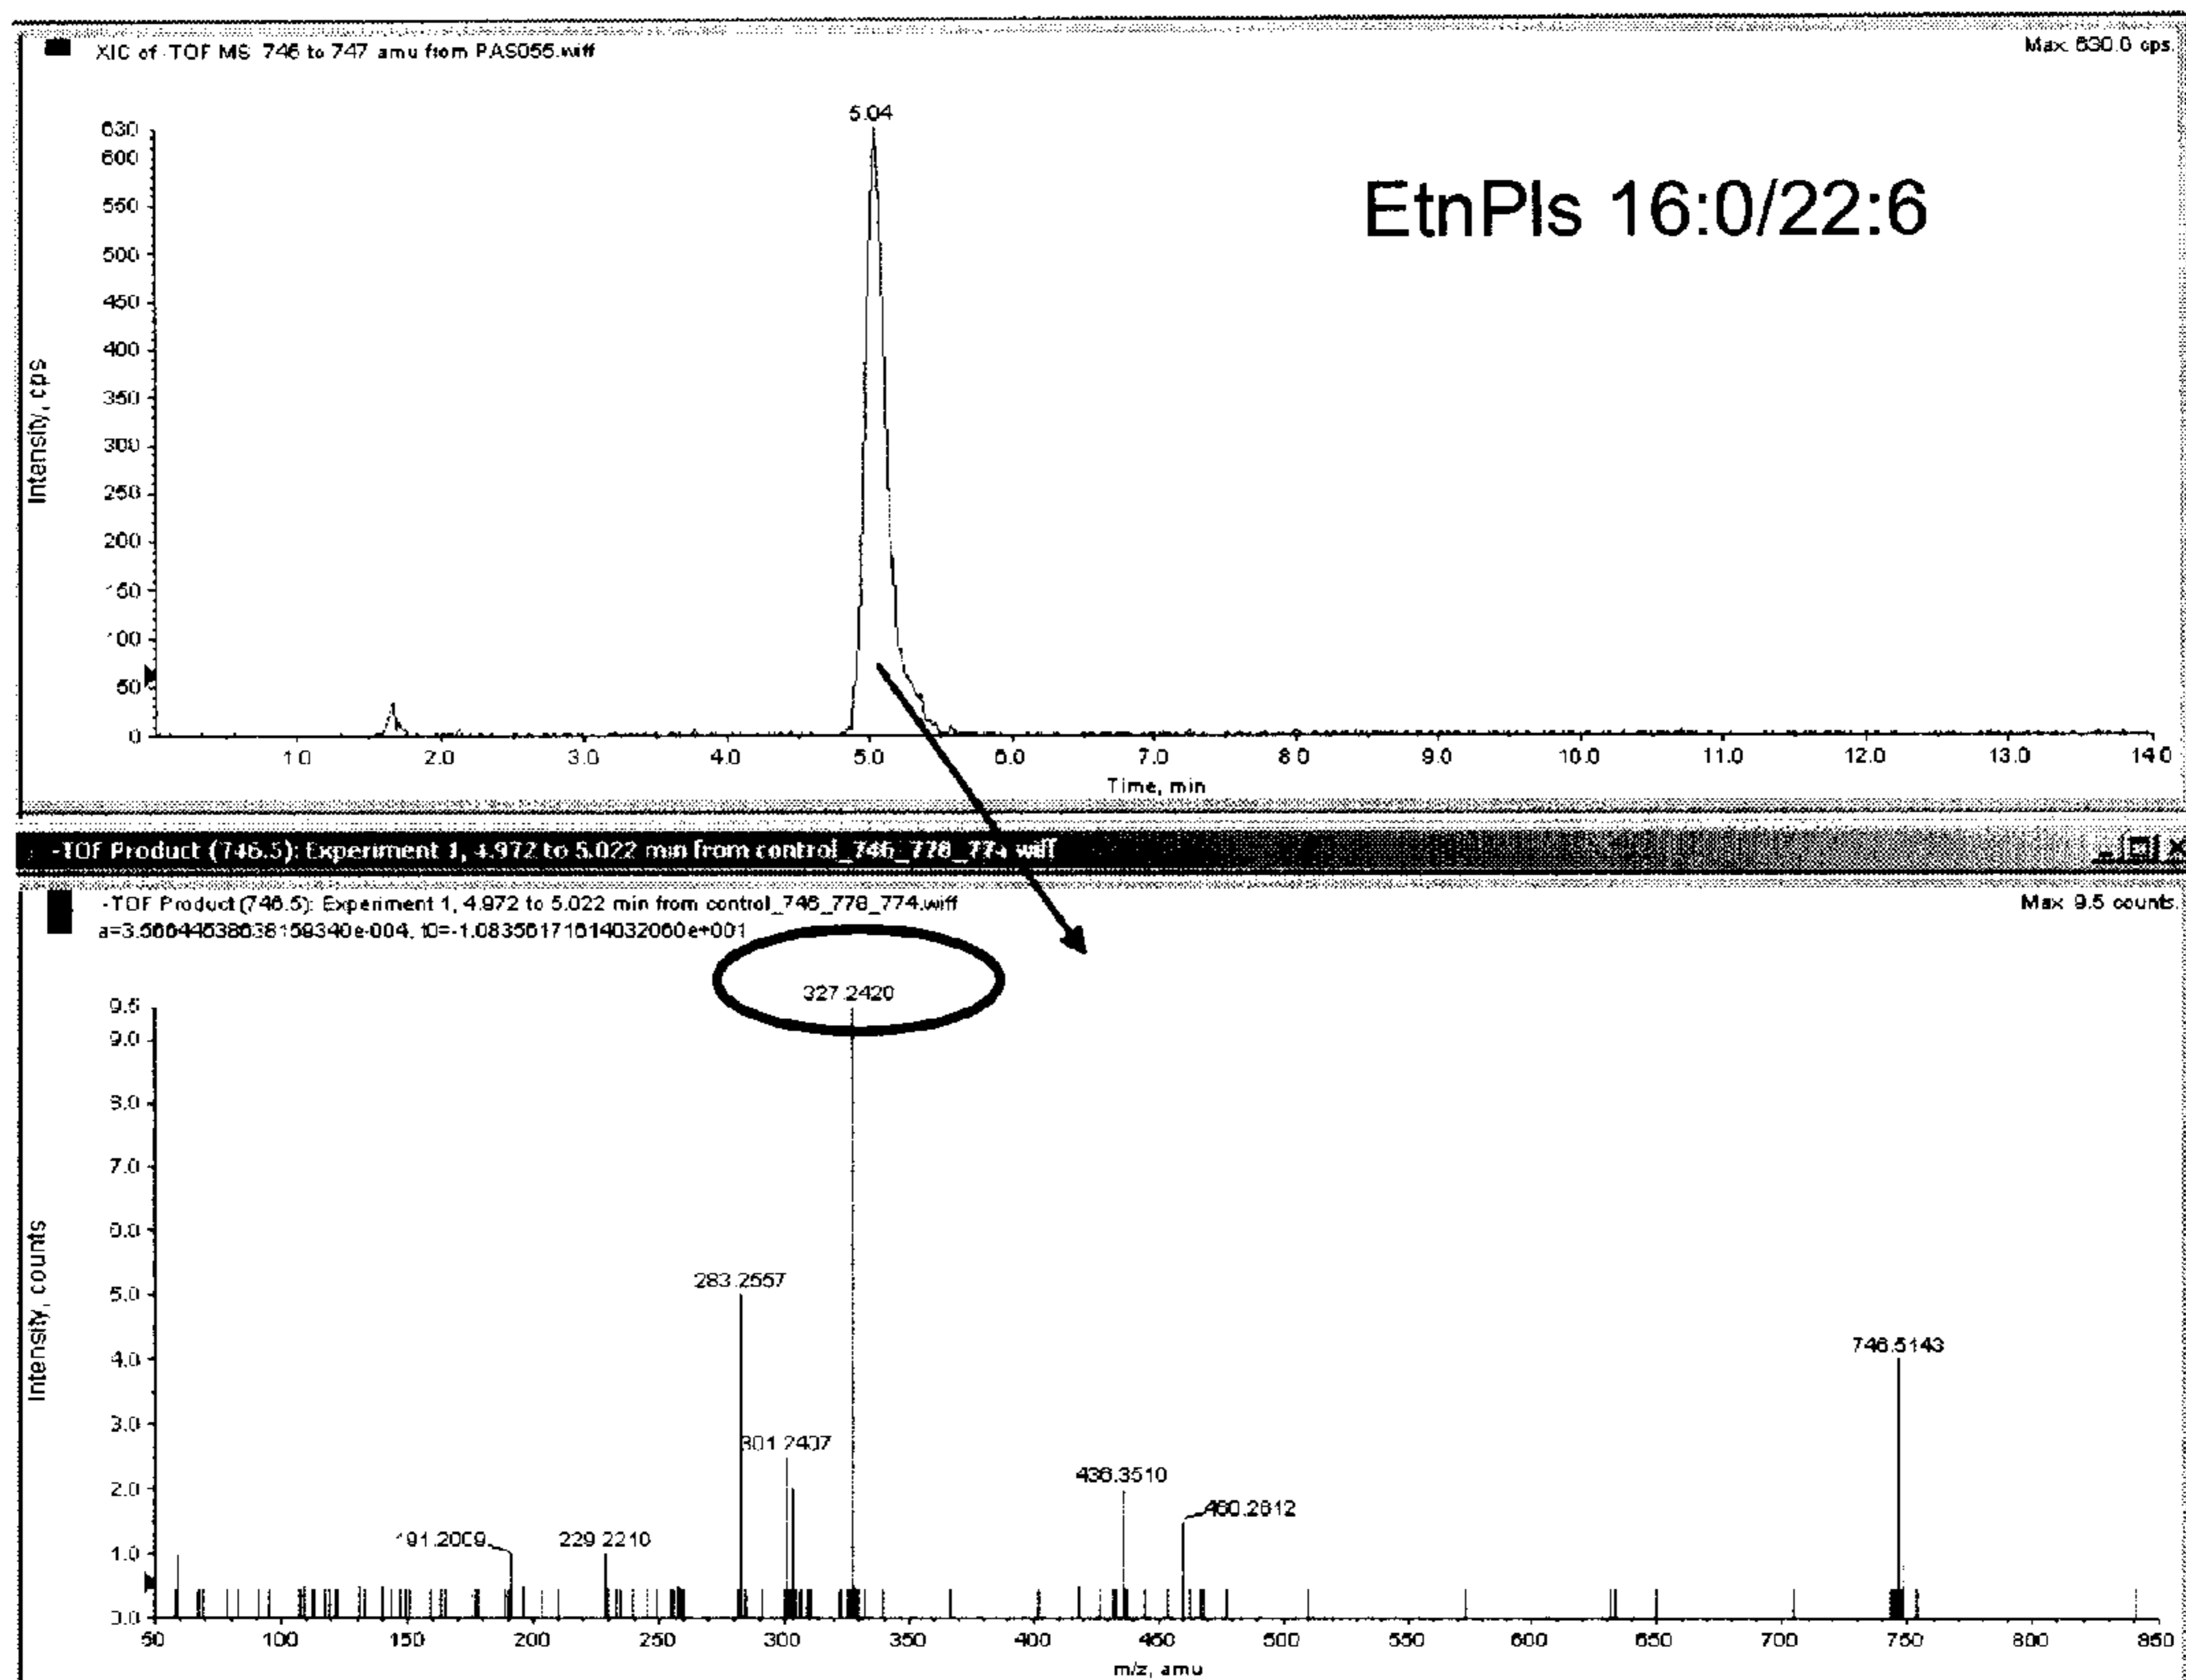 XIC of -TOF MS 746 to 747 amu from PAS055.wiff
Max. 630.0 cps.
5.04
EtnPls 16:0/22:6
630
600
550
500
450
400
350
300
250
200
150
100
50
0
Intensity, cps
1.0 2.0 3.0 4.0 5.0 6.0 7.0 8.0 9.0 10.0 11.0 12.0 13.0 14.0
Time, min
-TOF Product (746.5): Experiment 1, 4.972 to 5.022 min from control_746_778_774.wiff
-TOF Product (746.5): Experiment 1, 4.972 to 5.022 min from control_746_778_774.wiff
Max. 9.5 counts.
327.2420
9.5
9.0
8.0
7.0
6.0
5.0
4.0
3.0
2.0
1.0
0.0
Intensity, counts
283.2557
746.5143
301.2407
436.3510
460.2812
191.2009
229.2210
50 100 150 200 250 300 350 400 450 500 550 600 650 700 750 800 850
m/z, amu